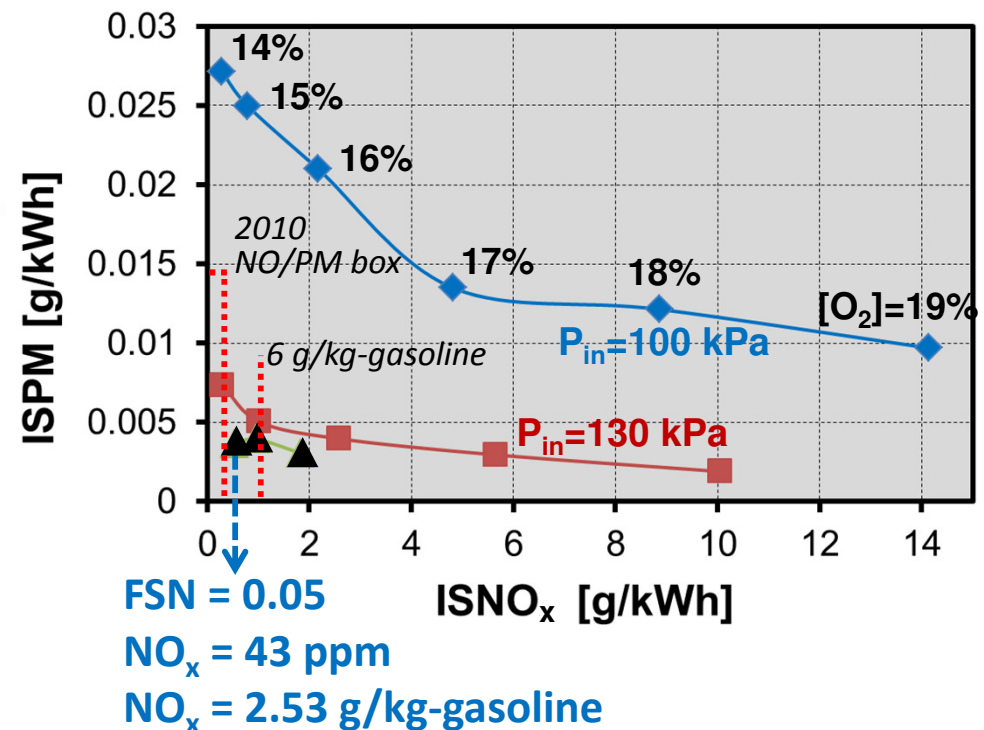 0.03
0.025
0.02
0.015
0.01
0.005
0
ISPM [g/kWh]
14%
15%
16%
2010
NO/PM box
17%
18%
[O₂]=19%
Pᵢₙ=100 kPa
6 g/kg-gasoline
Pᵢₙ=130 kPa
0 2 4 6 8 10 12 14
ISNOₓ [g/kWh]
FSN = 0.05
NOₓ = 43 ppm
NOₓ = 2.53 g/kg-gasoline